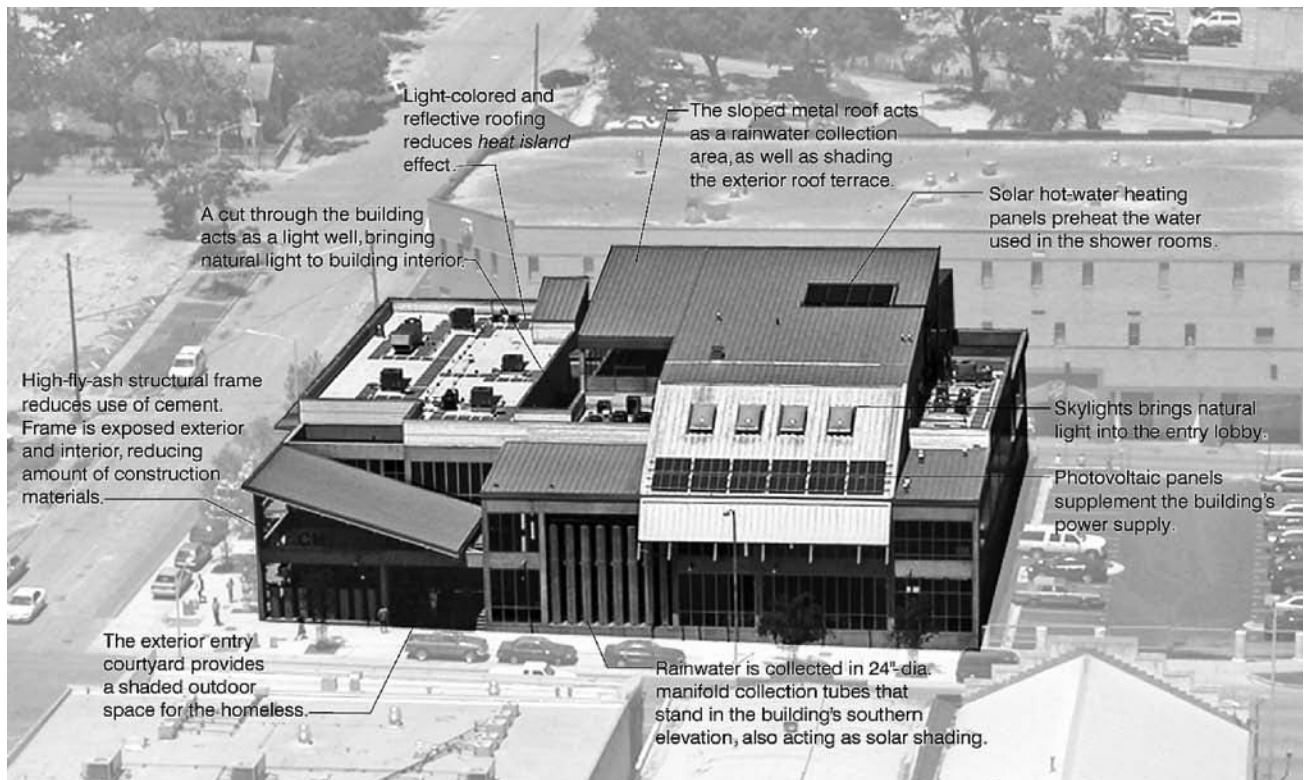 Light-colored and
reflective roofing
reduces heat island
effect.
The sloped metal roof acts
as a rainwater collection
area, as well as shading
the exterior roof terrace.
Solar hot-water heating
panels preheat the water
used in the shower rooms.
A cut through the building
acts as a light well, bringing
natural light to building interior.
High-fly-ash structural frame
reduces use of cement.
Frame is exposed exterior
and interior, reducing
amount of construction
materials.
Skylights brings natural
light into the entry lobby.
Photovoltaic panels
supplement the building's
power supply.
ARCH
The exterior entry
courtyard provides
a shaded outdoor
space for the homeless.
Rainwater is collected in 24"-dia.
manifold collection tubes that
stand in the building's southern
elevation, also acting as solar shading.